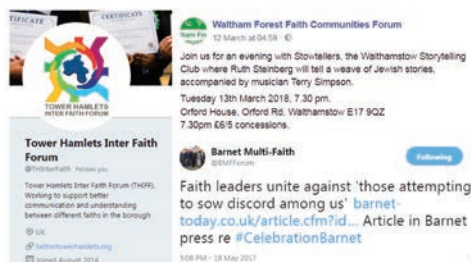 CERTIFICATE
CERTIFICATE
TOWER HAMLETS
INTER FAITH FORUM
Tower Hamlets Inter Faith
Forum
@THInterFaith Follows you
Tower Hamlets Inter Faith Forum (THIFF).
Working to support better
communication and understanding
between different faiths in the borough
UK
faithintowerhamlets.org
Joined August 2016
Waltham Forest Faith Communities Forum
12 March at 04:59
Join us for an evening with Stowtellers, the Walthamstow Storytelling
Club where Ruth Steinberg will tell a weave of Jewish stories,
accompanied by musician Terry Simpson.
Tuesday 13th March 2018, 7.30 pm.
Orford House, Orford Rd, Walthamstow E17 9QZ
7.30pm £6/5 concessions.
Barnet Multi-Faith
@BMFForum
Following
Faith leaders unite against 'those attempting
to sow discord among us' barnet-
today.co.uk/article.cfm?id... Article in Barnet
press re #CelebrationBarnet
5:08 PM - 18 May 2017